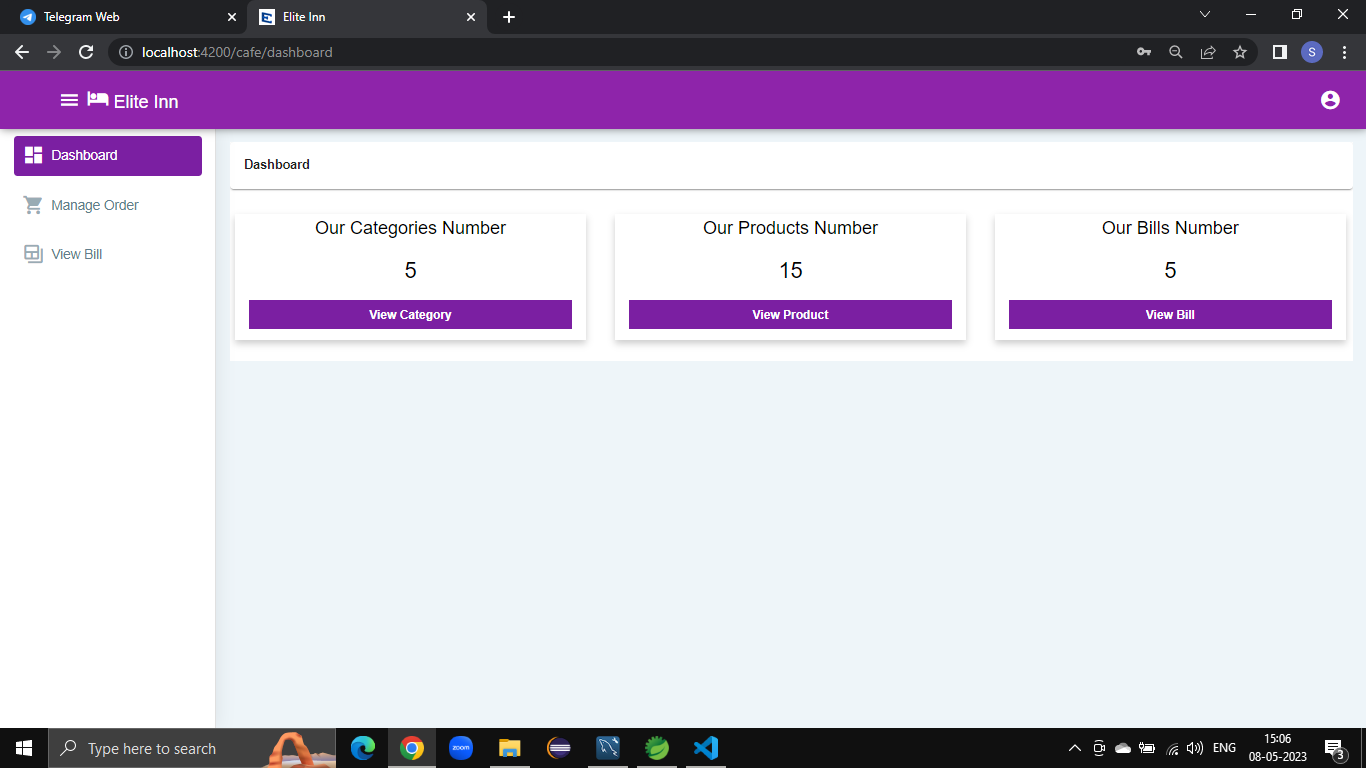 Telegram Web
Elite Inn
localhost:4200/cafe/dashboard
S
Elite Inn
Dashboard
Manage Order
View Bill
Dashboard
Our Categories Number
5
View Category
Our Products Number
15
View Product
Our Bills Number
5
View Bill
Type here to search
zoom
ENG
15:06
08-05-2023
3